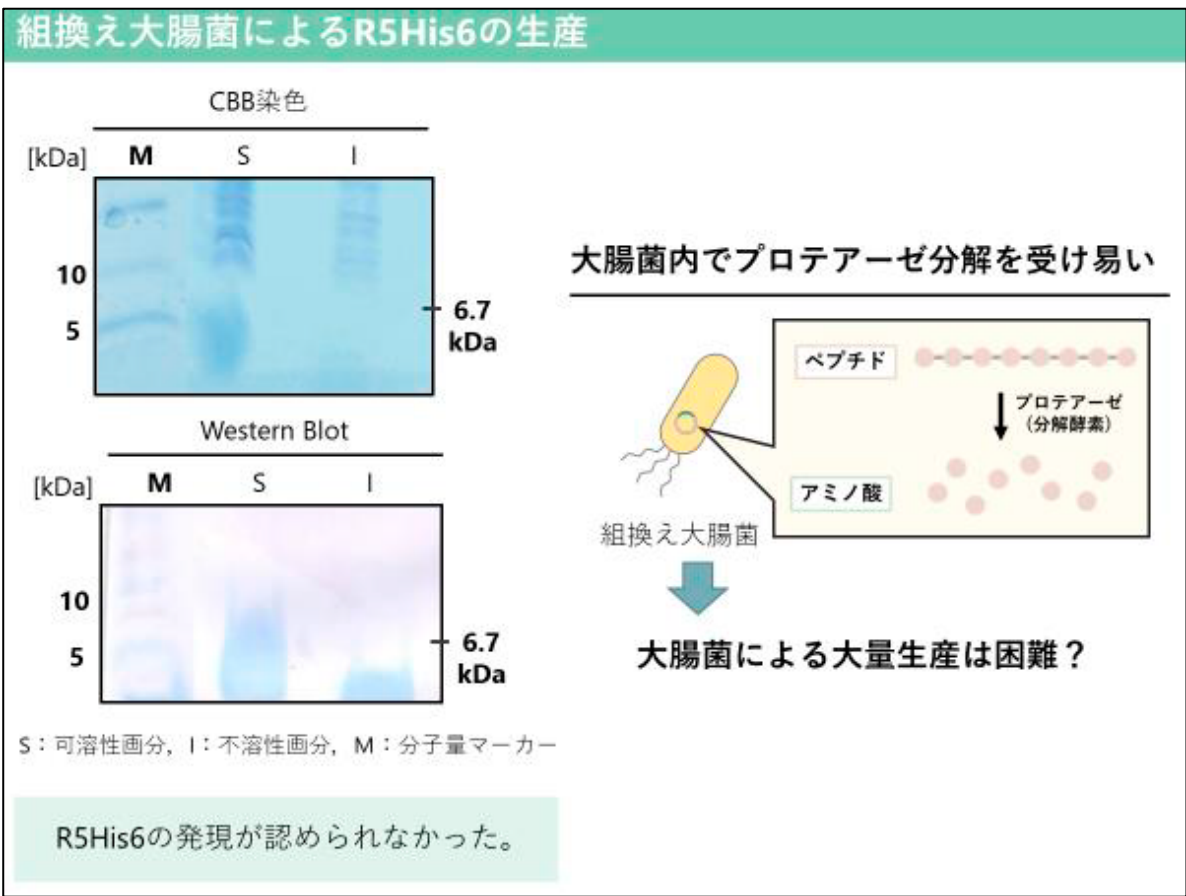 組換え大腸菌によるR5His6の生産
CBB染色
[kDa] M S I
10
5
6.7
kDa
Western Blot
[kDa] M S I
10
5
6.7
kDa
S：可溶性画分, I：不溶性画分, M：分子量マーカー
R5His6の発現が認められなかった。
大腸菌内でプロテアーゼ分解を受け易い
ペプチド
プロテアーゼ
（分解酵素）
アミノ酸
組換え大腸菌
大腸菌による大量生産は困難？